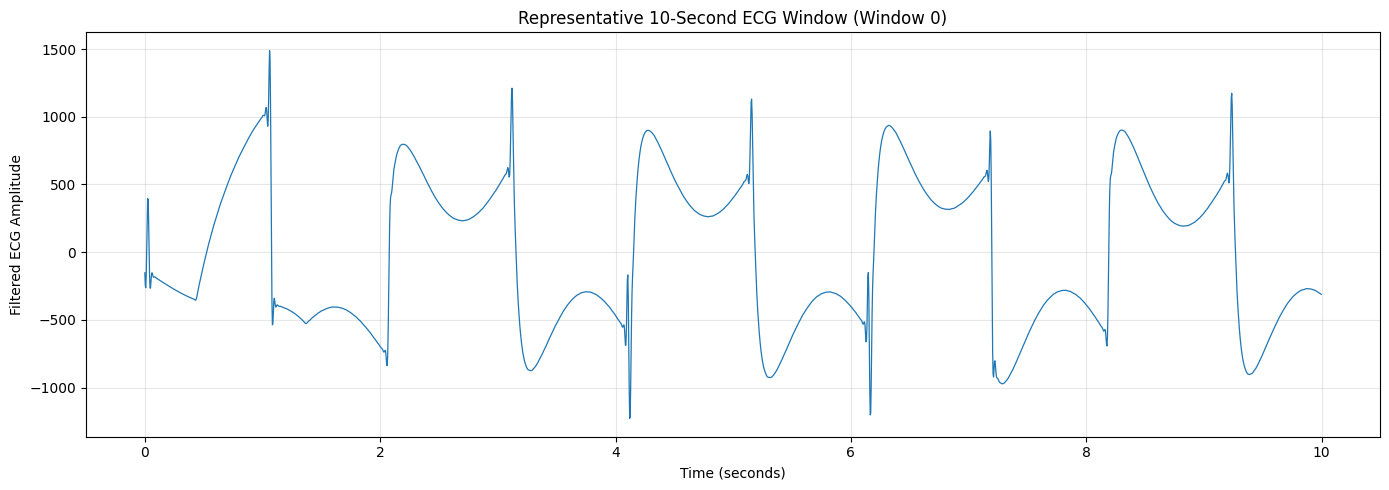 Representative 10-Second ECG Window (Window 0)
Filtered ECG Amplitude
1500
1000
500
0
−500
−1000
0 2 4 6 8 10
Time (seconds)